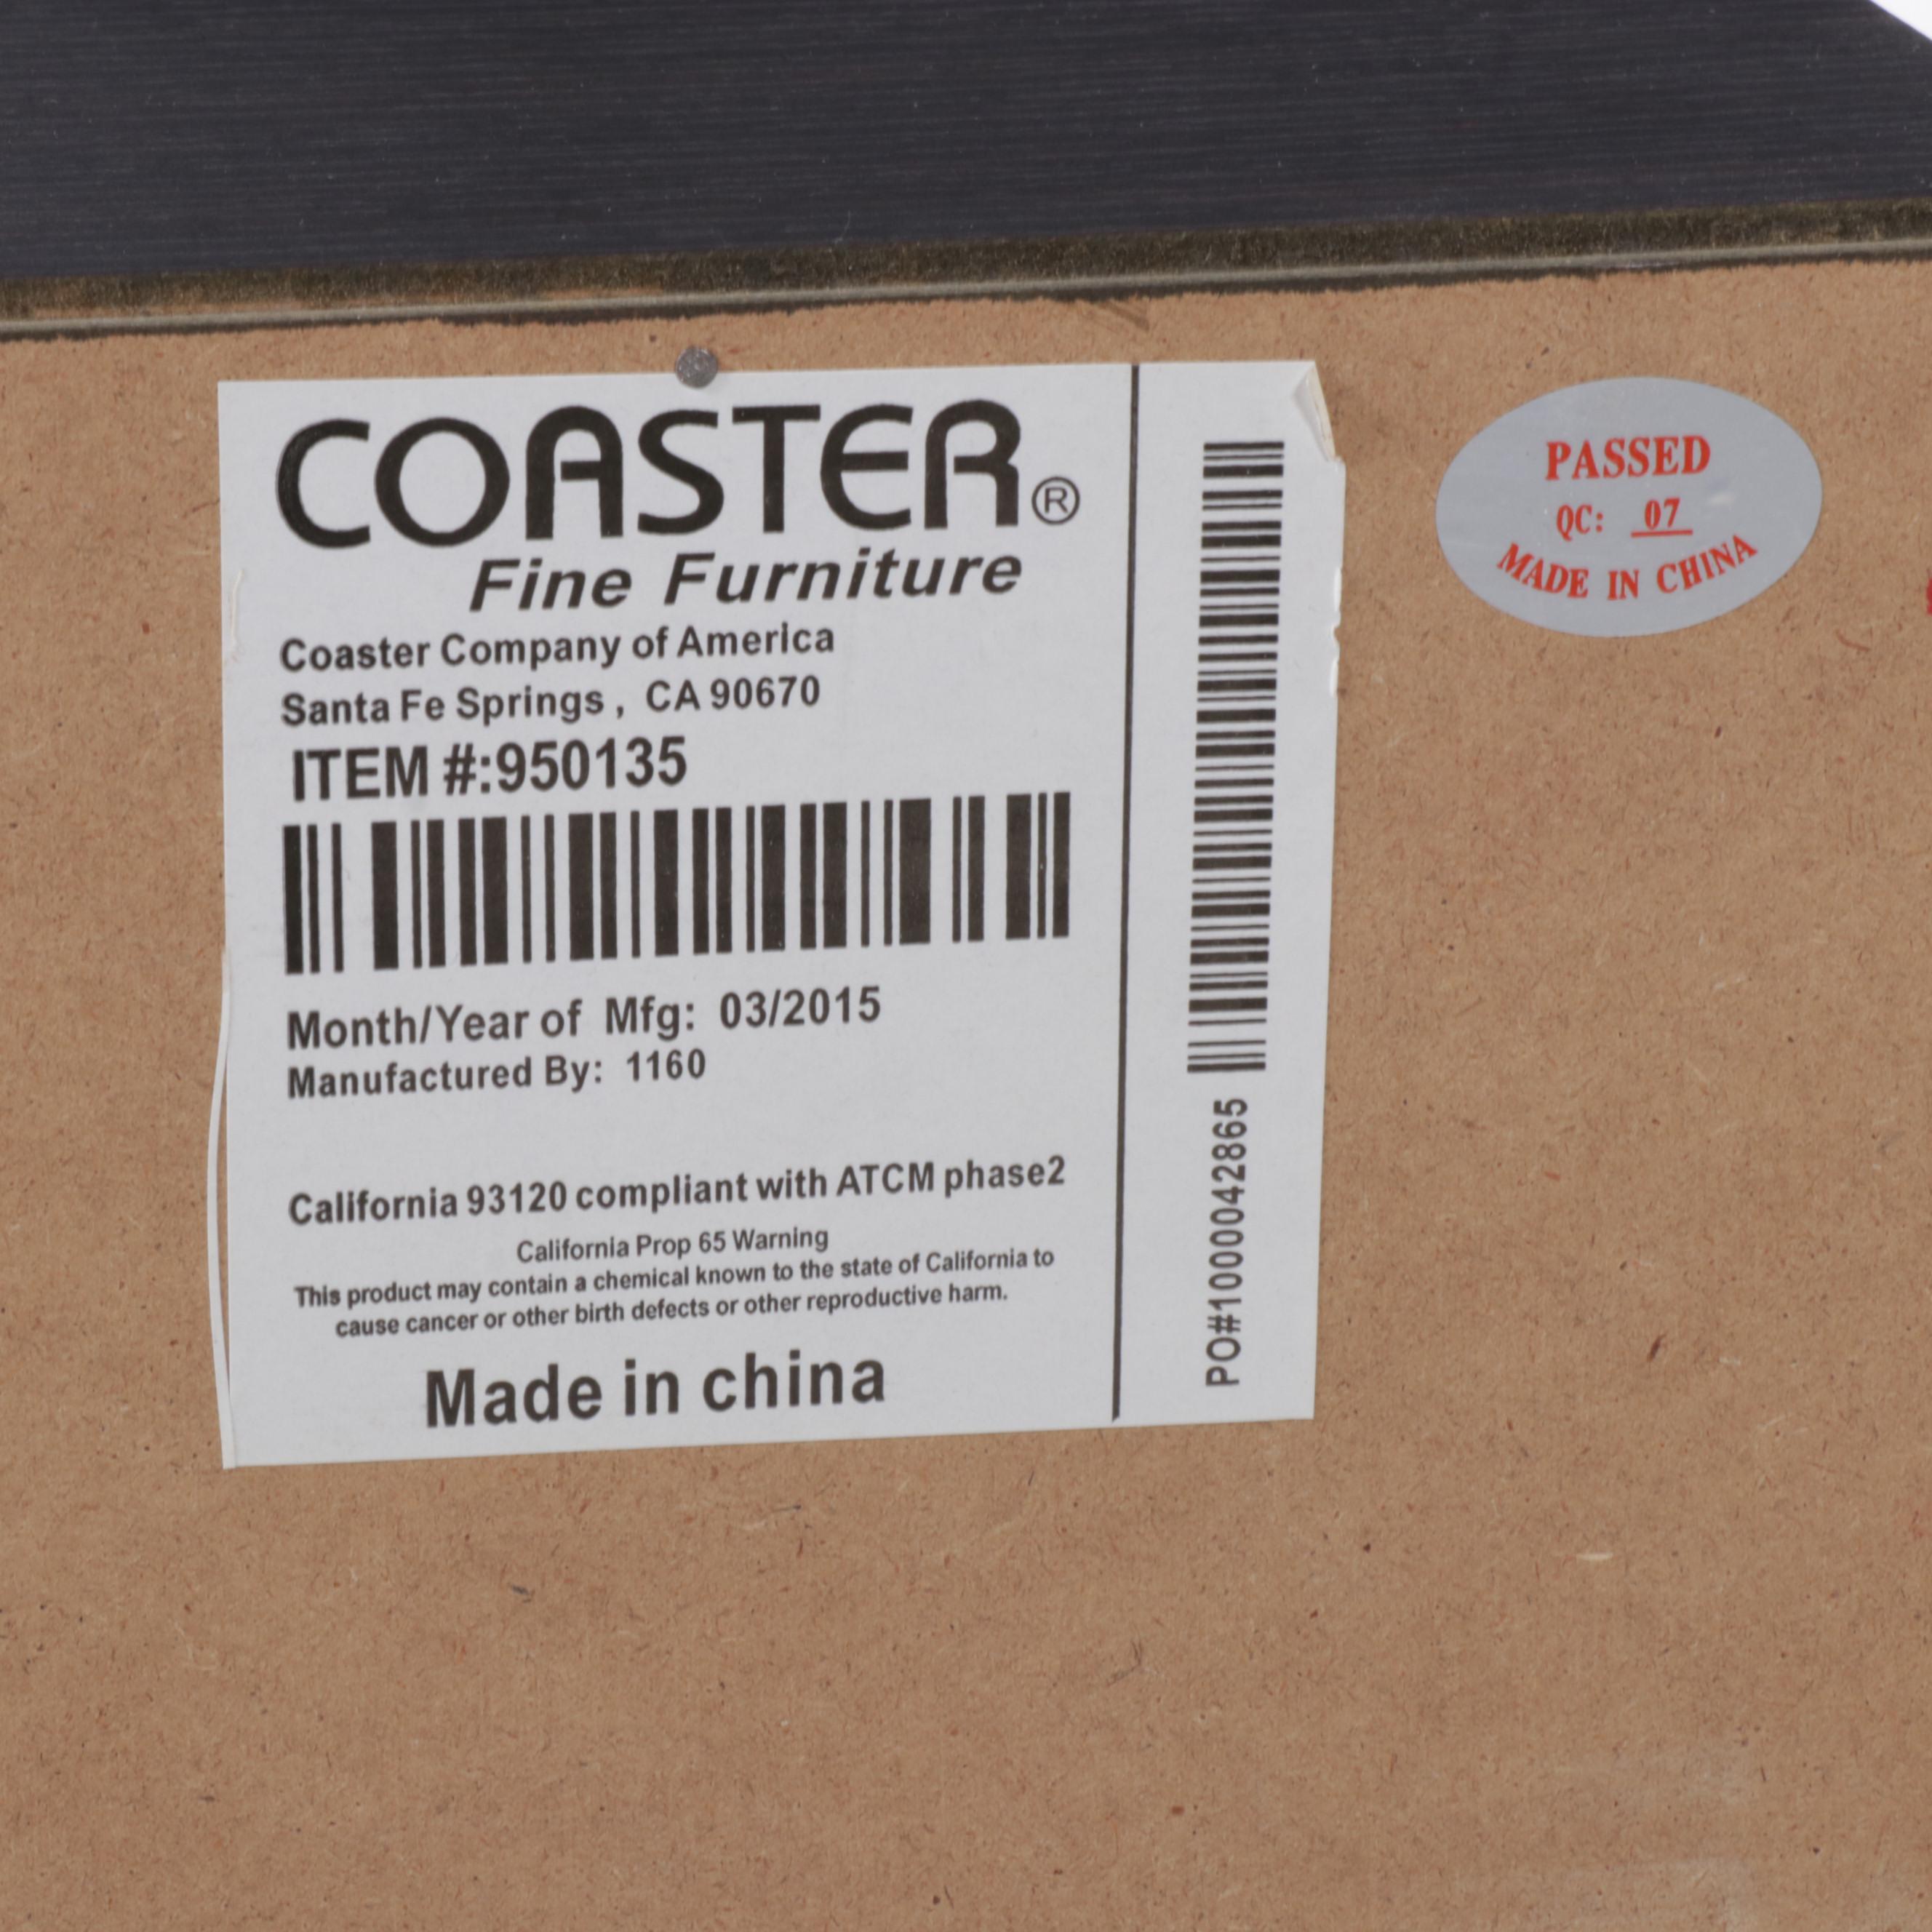 COASTER®
Fine Furniture
Coaster Company of America
Santa Fe Springs , CA 90670
ITEM #:950135
Month/Year of Mfg: 03/2015
Manufactured By: 1160
California 93120 compliant with ATCM phase2
California Prop 65 Warning
This product may contain a chemical known to the state of California to
cause cancer or other birth defects or other reproductive harm.
Made in china
PO#1000042865
PASSED
QC: 07
MADE IN CHINA